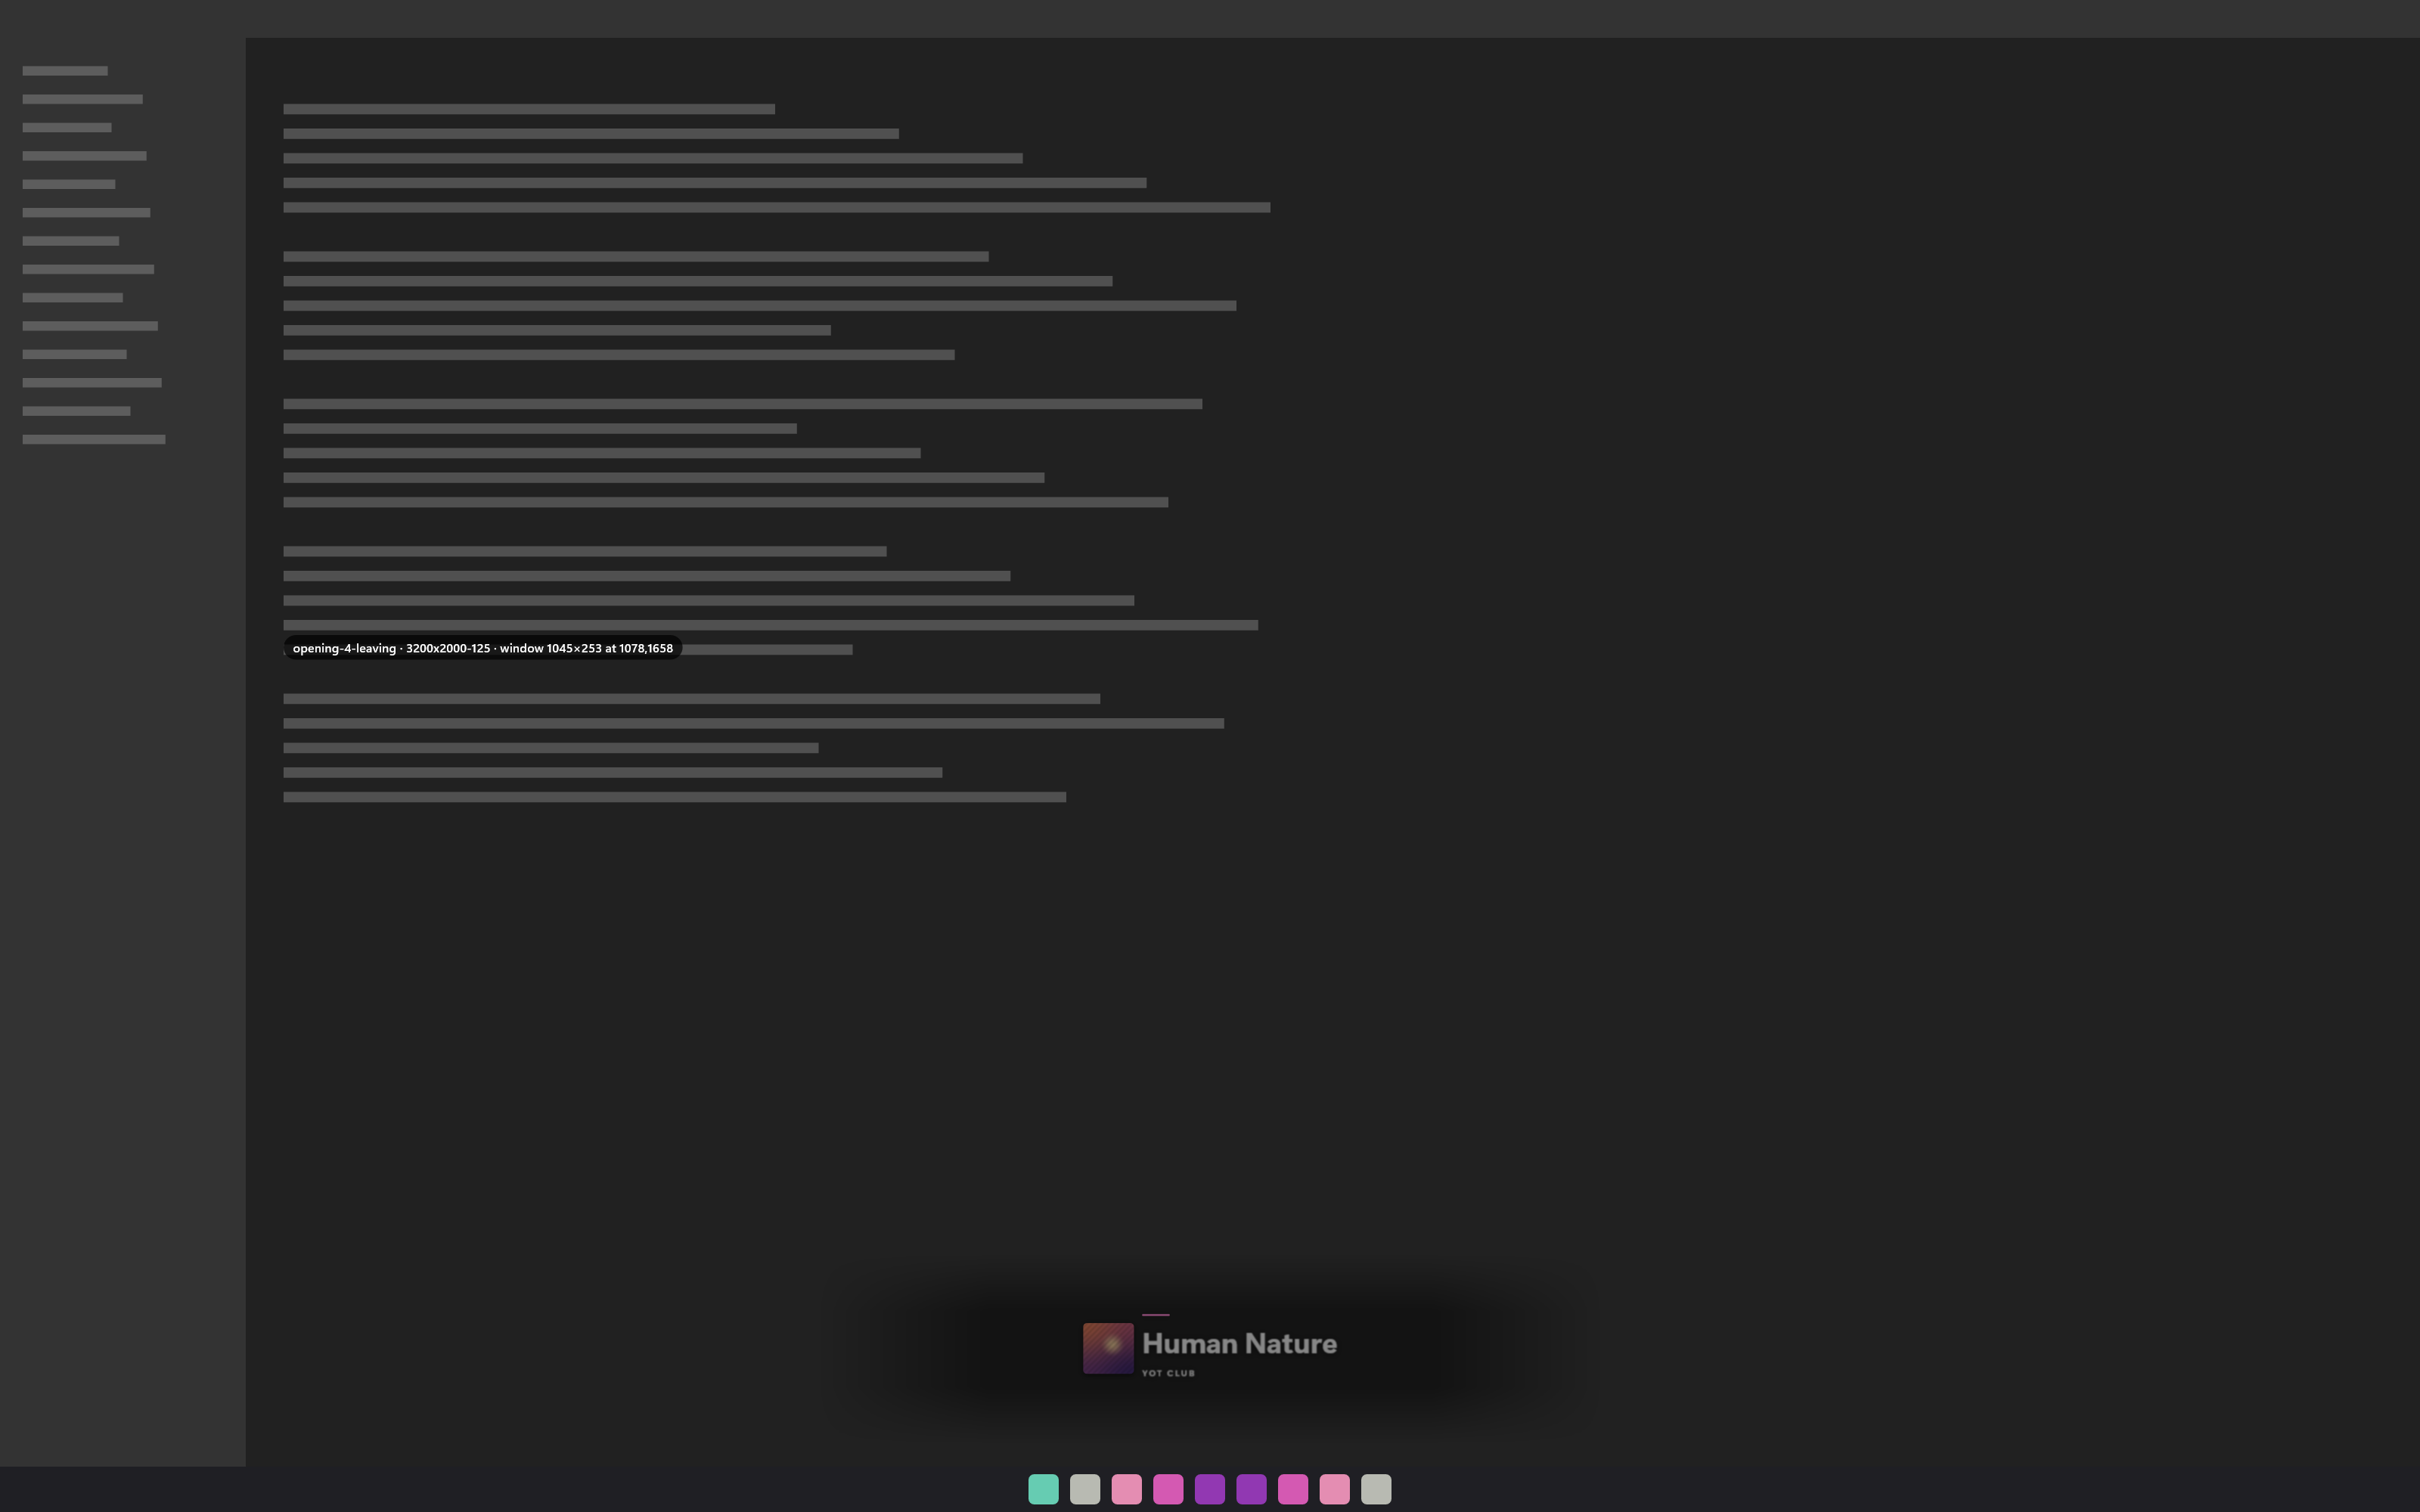 opening-4-leaving · 3200x2000-125 · window 1045×253 at 1078,1658
Human Nature
YOT CLUB